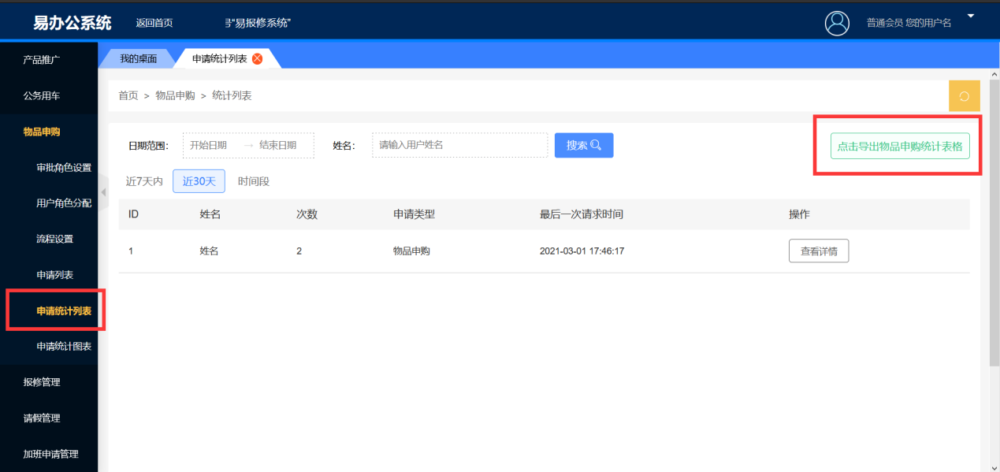 易办公系统
返回首页
号“易报修系统”
普通会员 您的用户名
产品推广
公务用车
物品申购
审批角色设置
用户角色分配
流程设置
申请列表
申请统计列表
申请统计图表
报修管理
请假管理
加班申请管理
我的桌面
申请统计列表
首页 > 物品申购 > 统计列表
日期范围: 开始日期 → 结束日期 姓名: 请输入用户姓名 搜索
点击导出物品申购统计表格
近7天内 近30天 时间段
ID 姓名 次数 申请类型 最后一次请求时间 操作
1 姓名 2 物品申购 2021-03-01 17:46:17 查看详情